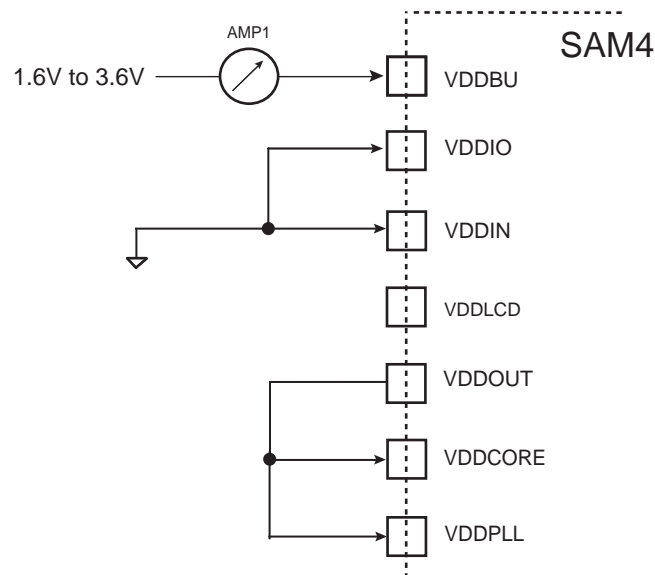 AMP1
SAM4
1.6V to 3.6V
VDDBU
VDDIO
VDDIN
VDDLCD
VDDOUT
VDDCORE
VDDPLL